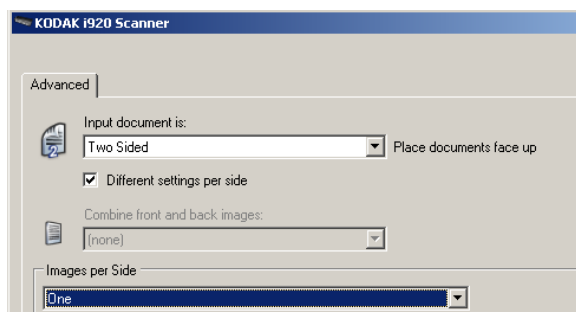 KODAK i920 Scanner
Advanced
Input document is:
Two Sided
Place documents face up
Different settings per side
Combine front and back images:
(none)
Images per Side
One